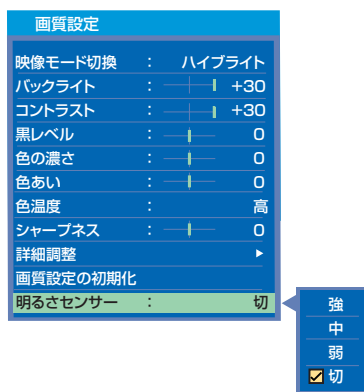 画質設定
映像モード切換 : ハイブライト
バックライト : +30
コントラスト : +30
黒レベル : 0
色の濃さ : 0
色あい : 0
色温度 : 高
シャープネス : 0
詳細調整
画質設定の初期化
明るさセンサー : 切
強
中
弱
切